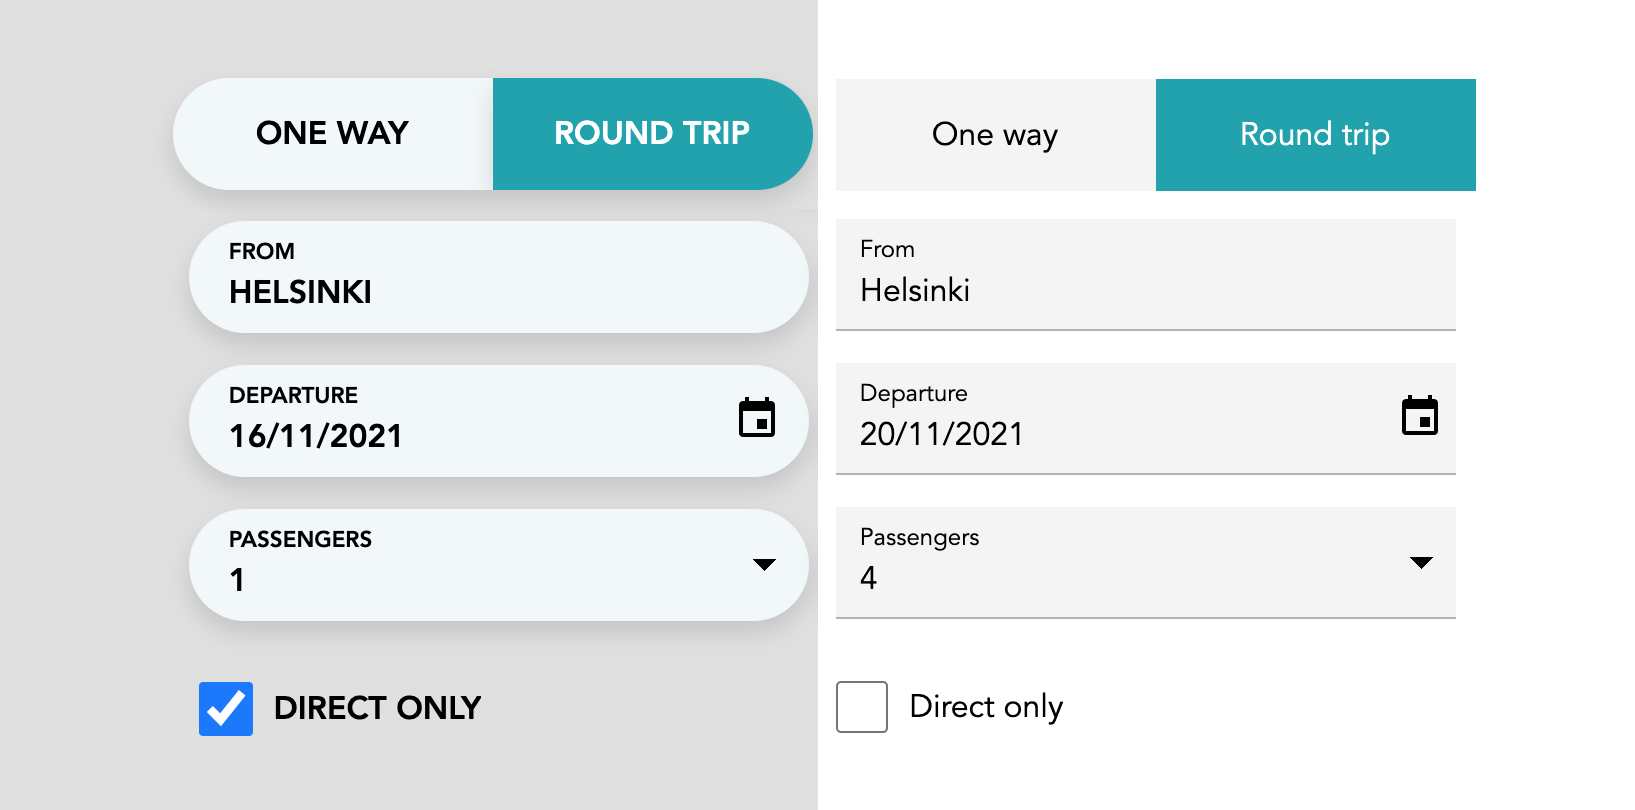 ONE WAY
ROUND TRIP
FROM
HELSINKI
DEPARTURE
16/11/2021
PASSENGERS
1
DIRECT ONLY
One way
Round trip
From
Helsinki
Departure
20/11/2021
Passengers
4
Direct only